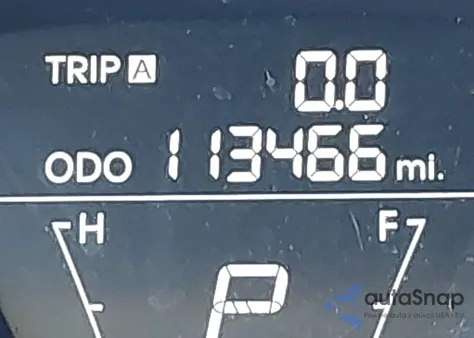 TRIP A 0.0
ODO 113466 mi.
H F
P
autoSnap